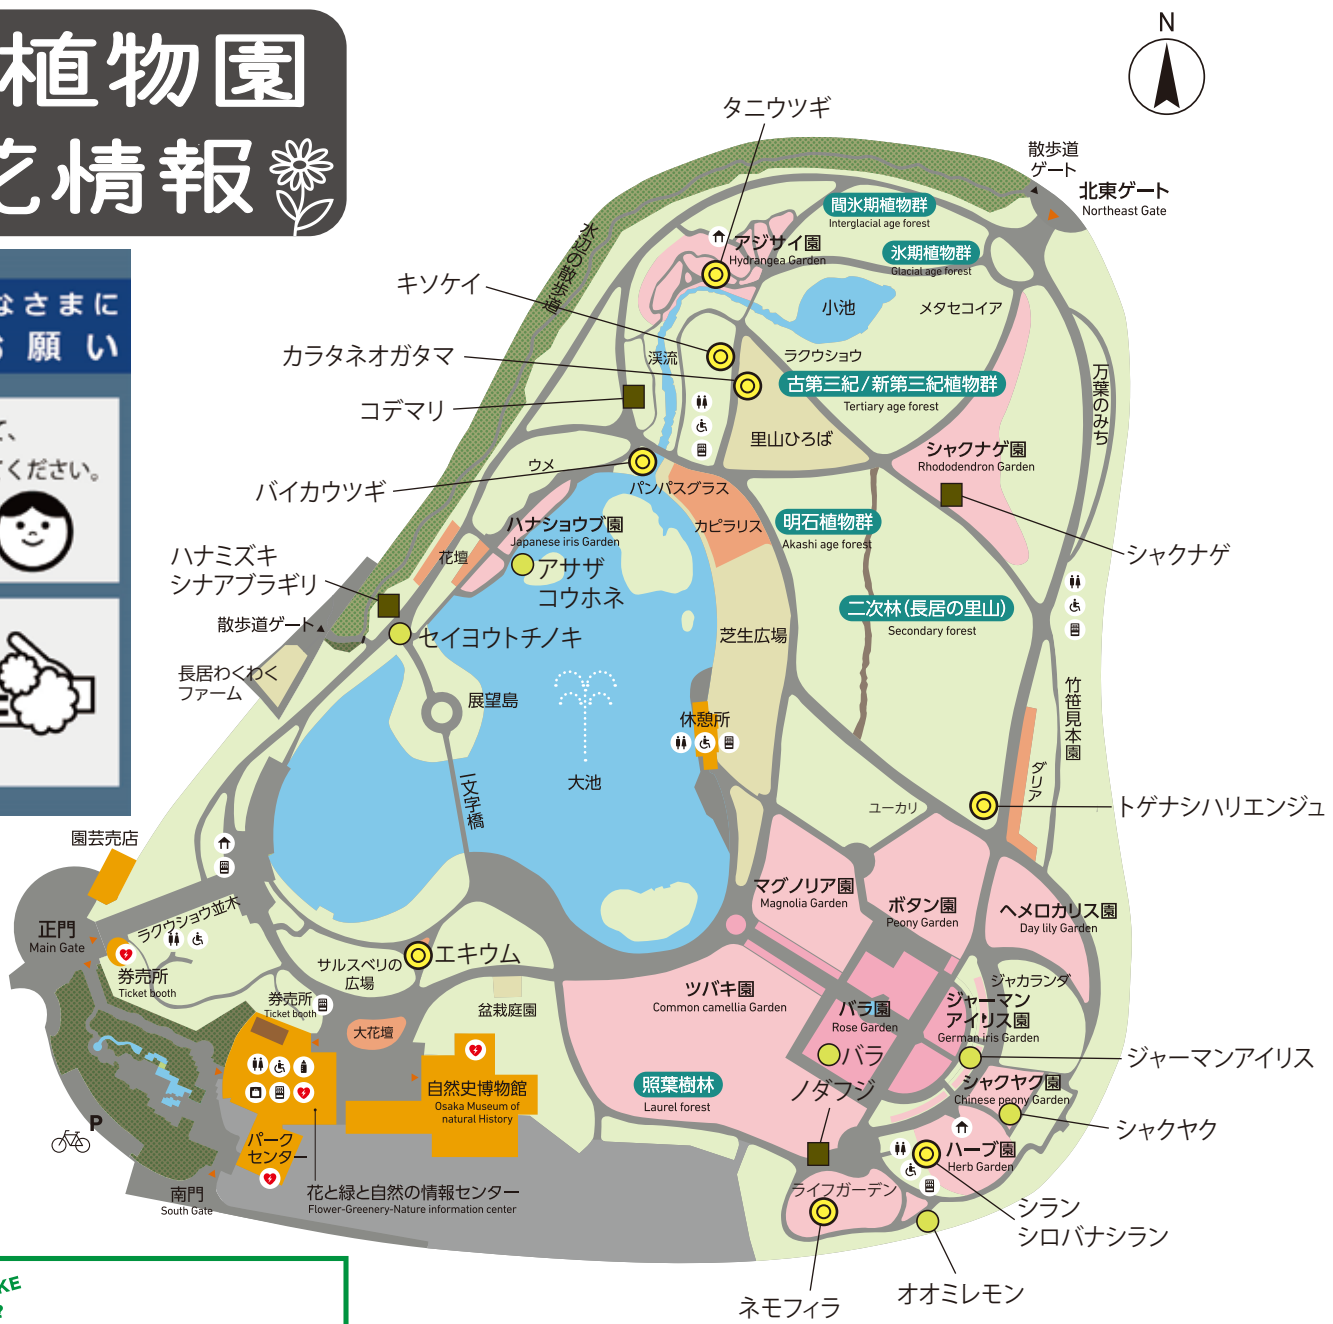 植物園
花情報
なさまに
お願い
て、
てください。
N
タニウツギ
散歩道
ゲート
北東ゲート
Northeast Gate
間氷期植物群
Interglacial age forest
アジサイ園
Hydrangea Garden
氷期植物群
Glacial age forest
水辺の散歩道
キソケイ
小池
メタセコイア
カラタネオガタマ
渓流
ラクウショウ
古第三紀/新第三紀植物群
Tertiary age forest
万葉のみち
コデマリ
里山ひろば
シャクナゲ園
Rhododendron Garden
ウメ
バイカウツギ
パンパスグラス
カピラリス
ハナショウブ園
Japanese iris Garden
明石植物群
Akashi age forest
ハナミズキ
シナアブラギリ
花壇
アサザ
コウホネ
シャクナゲ
二次林(長居の里山)
Secondary forest
散歩道ゲート
セイヨウトチノキ
芝生広場
長居わくわく
ファーム
展望島
休憩所
竹笹見本園
大池
一文字橋
ダリア
ユーカリ
トゲナシハリエンジュ
園芸売店
マグノリア園
Magnolia Garden
ボタン園
Peony Garden
ヘメロカリス園
Day lily Garden
正門
Main Gate
ラクウショウ並木
券売所
Ticket booth
サルスベリの
広場
エキウム
ジャカランダ
ツバキ園
Common camellia Garden
券売所
Ticket booth
盆栽庭園
バラ園
Rose Garden
ジャーマン
アイリス園
German iris Garden
大花壇
バラ
ジャーマンアイリス
自然史博物館
Osaka Museum of
natural History
照葉樹林
Laurel forest
ノダフジ
シャクヤク園
Chinese peony Garden
シャクヤク
P
パーク
センター
ハーブ園
Herb Garden
南門
South Gate
花と緑と自然の情報センター
Flower-Greenery-Nature information center
ライフガーデン
シラン
シロバナシラン
オオミレモン
ネモフィラ
KE